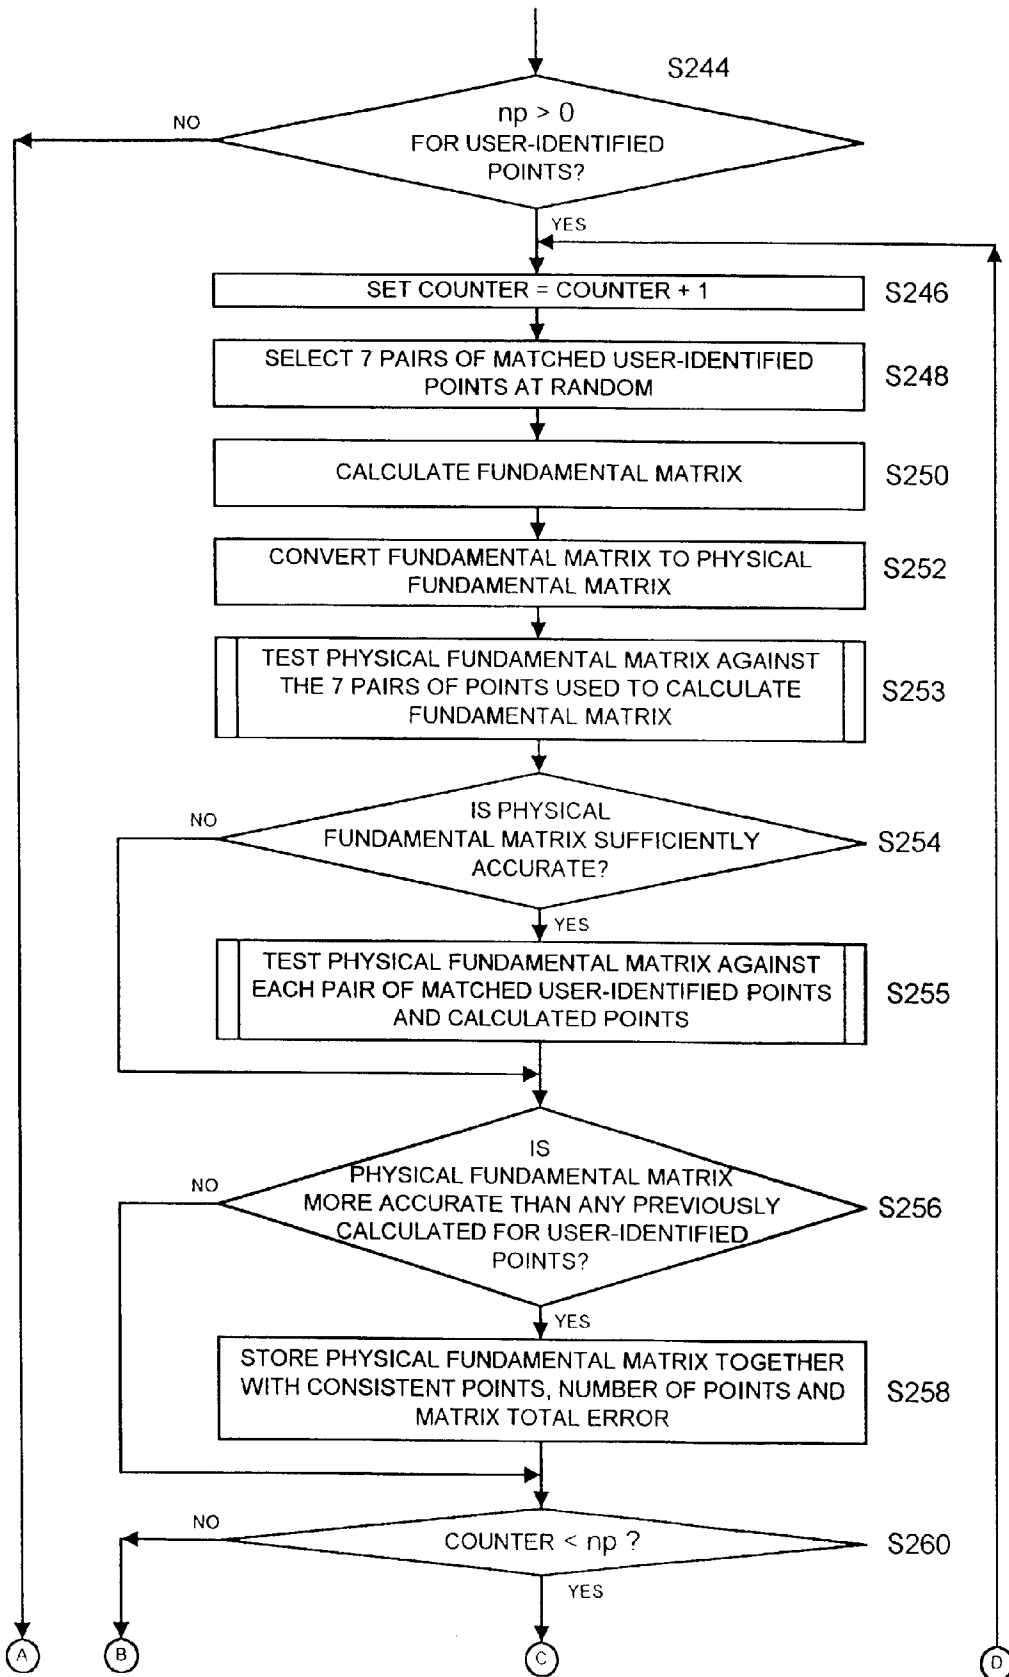 S244
np > 0
FOR USER-IDENTIFIED
POINTS?
NO
YES
SET COUNTER = COUNTER + 1
S246
SELECT 7 PAIRS OF MATCHED USER-IDENTIFIED
POINTS AT RANDOM
S248
CALCULATE FUNDAMENTAL MATRIX
S250
CONVERT FUNDAMENTAL MATRIX TO PHYSICAL
FUNDAMENTAL MATRIX
S252
TEST PHYSICAL FUNDAMENTAL MATRIX AGAINST
THE 7 PAIRS OF POINTS USED TO CALCULATE
FUNDAMENTAL MATRIX
S253
IS PHYSICAL
FUNDAMENTAL MATRIX SUFFICIENTLY
ACCURATE?
NO
S254
YES
TEST PHYSICAL FUNDAMENTAL MATRIX AGAINST
EACH PAIR OF MATCHED USER-IDENTIFIED POINTS
AND CALCULATED POINTS
S255
IS
PHYSICAL FUNDAMENTAL MATRIX
MORE ACCURATE THAN ANY PREVIOUSLY
CALCULATED FOR USER-IDENTIFIED
POINTS?
NO
S256
YES
STORE PHYSICAL FUNDAMENTAL MATRIX TOGETHER
WITH CONSISTENT POINTS, NUMBER OF POINTS AND
MATRIX TOTAL ERROR
S258
NO
COUNTER < np ?
S260
YES
A
B
C
D